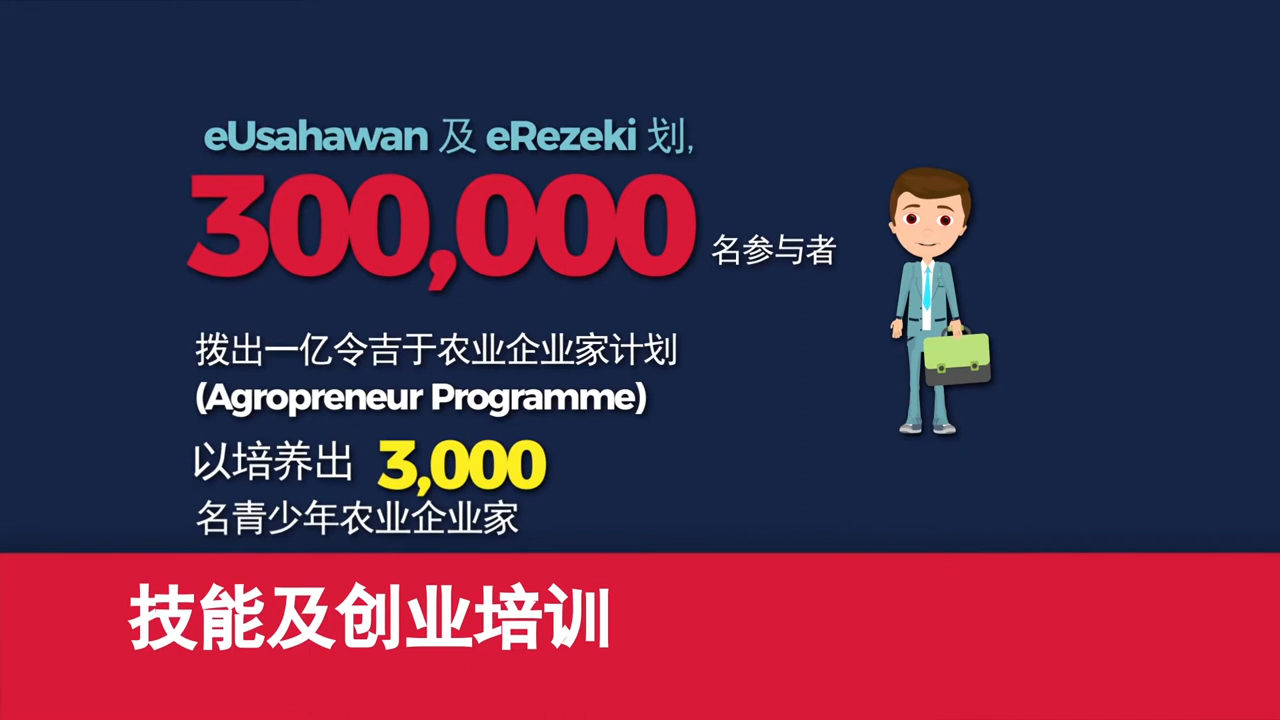 eUsahawan 及 eRezeki 划,
300,000 名参与者
拨出一亿令吉于农业企业家计划
(Agropreneur Programme)
以培养出 3,000
名青少年农业企业家
技能及创业培训